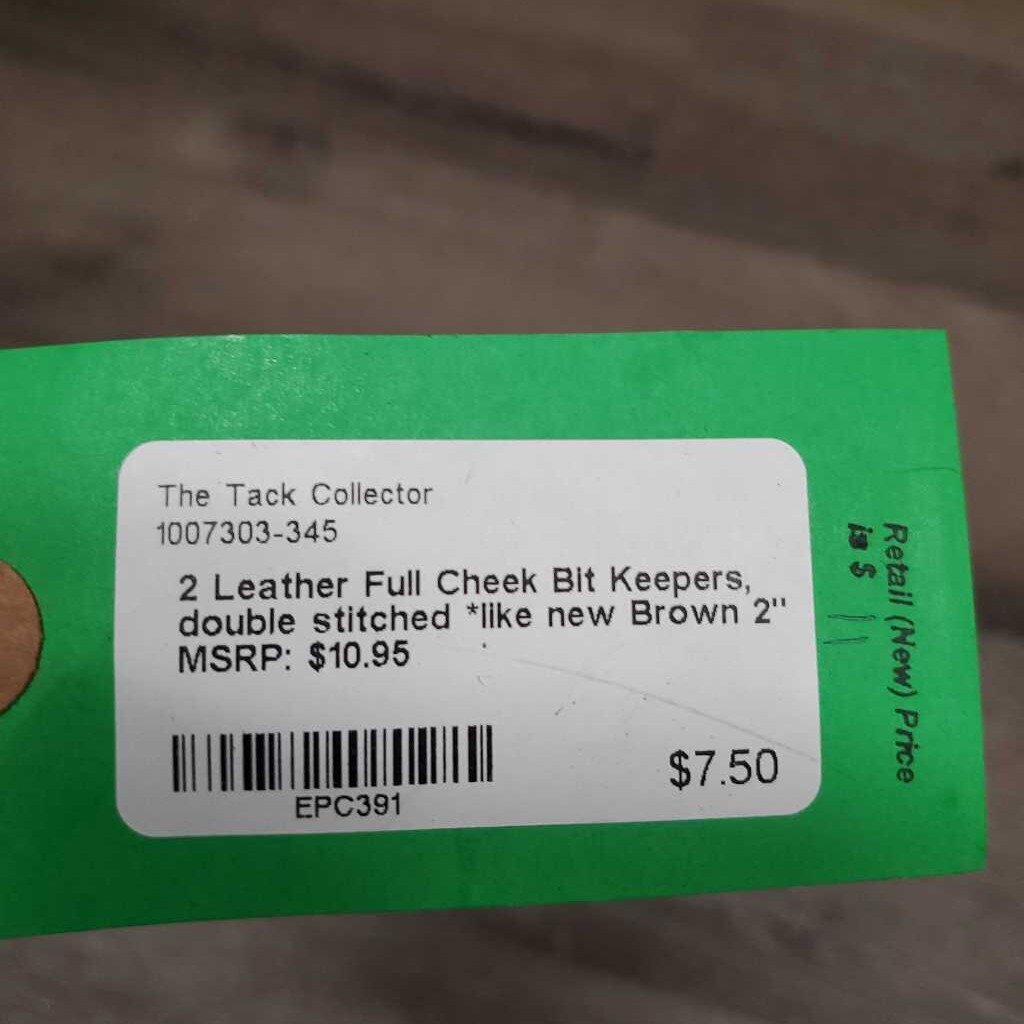 The Tack Collector
1007303-345
2 Leather Full Cheek Bit Keepers,
double stitched *like new Brown 2"
MSRP: $10.95
EPC391
$7.50
Retail (New) Price
is $ 11